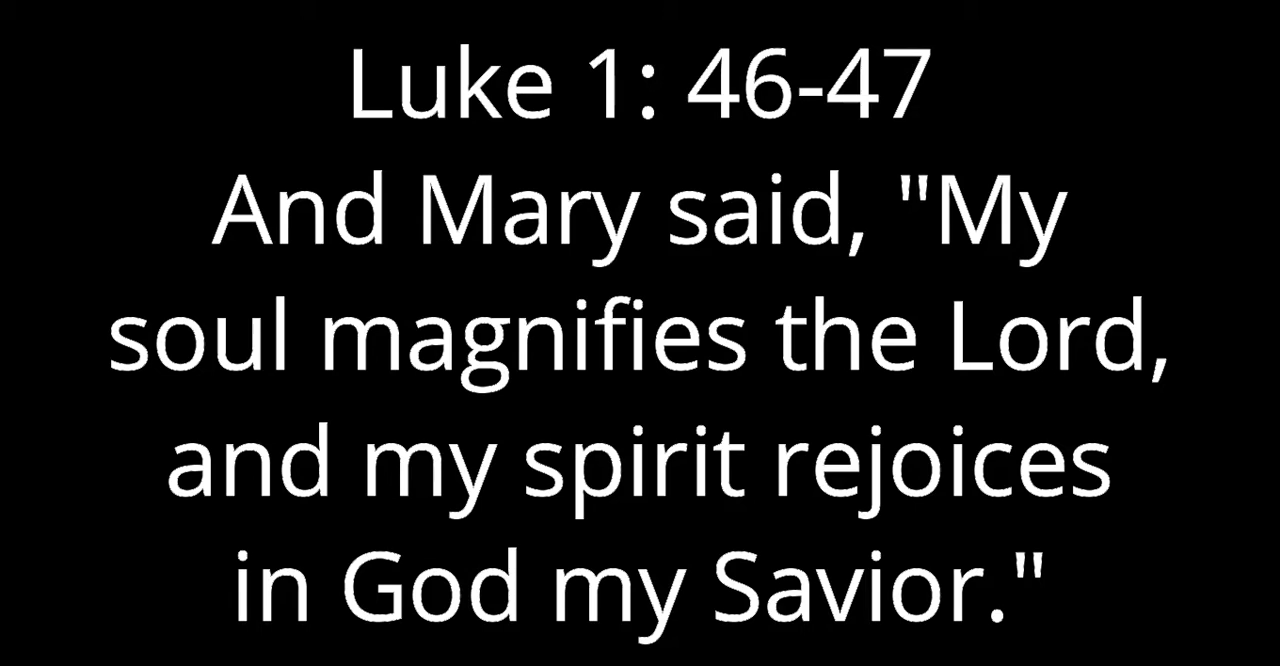 Luke 1: 46-47
And Mary said, "My
soul magnifies the Lord,
and my spirit rejoices
in God my Savior."